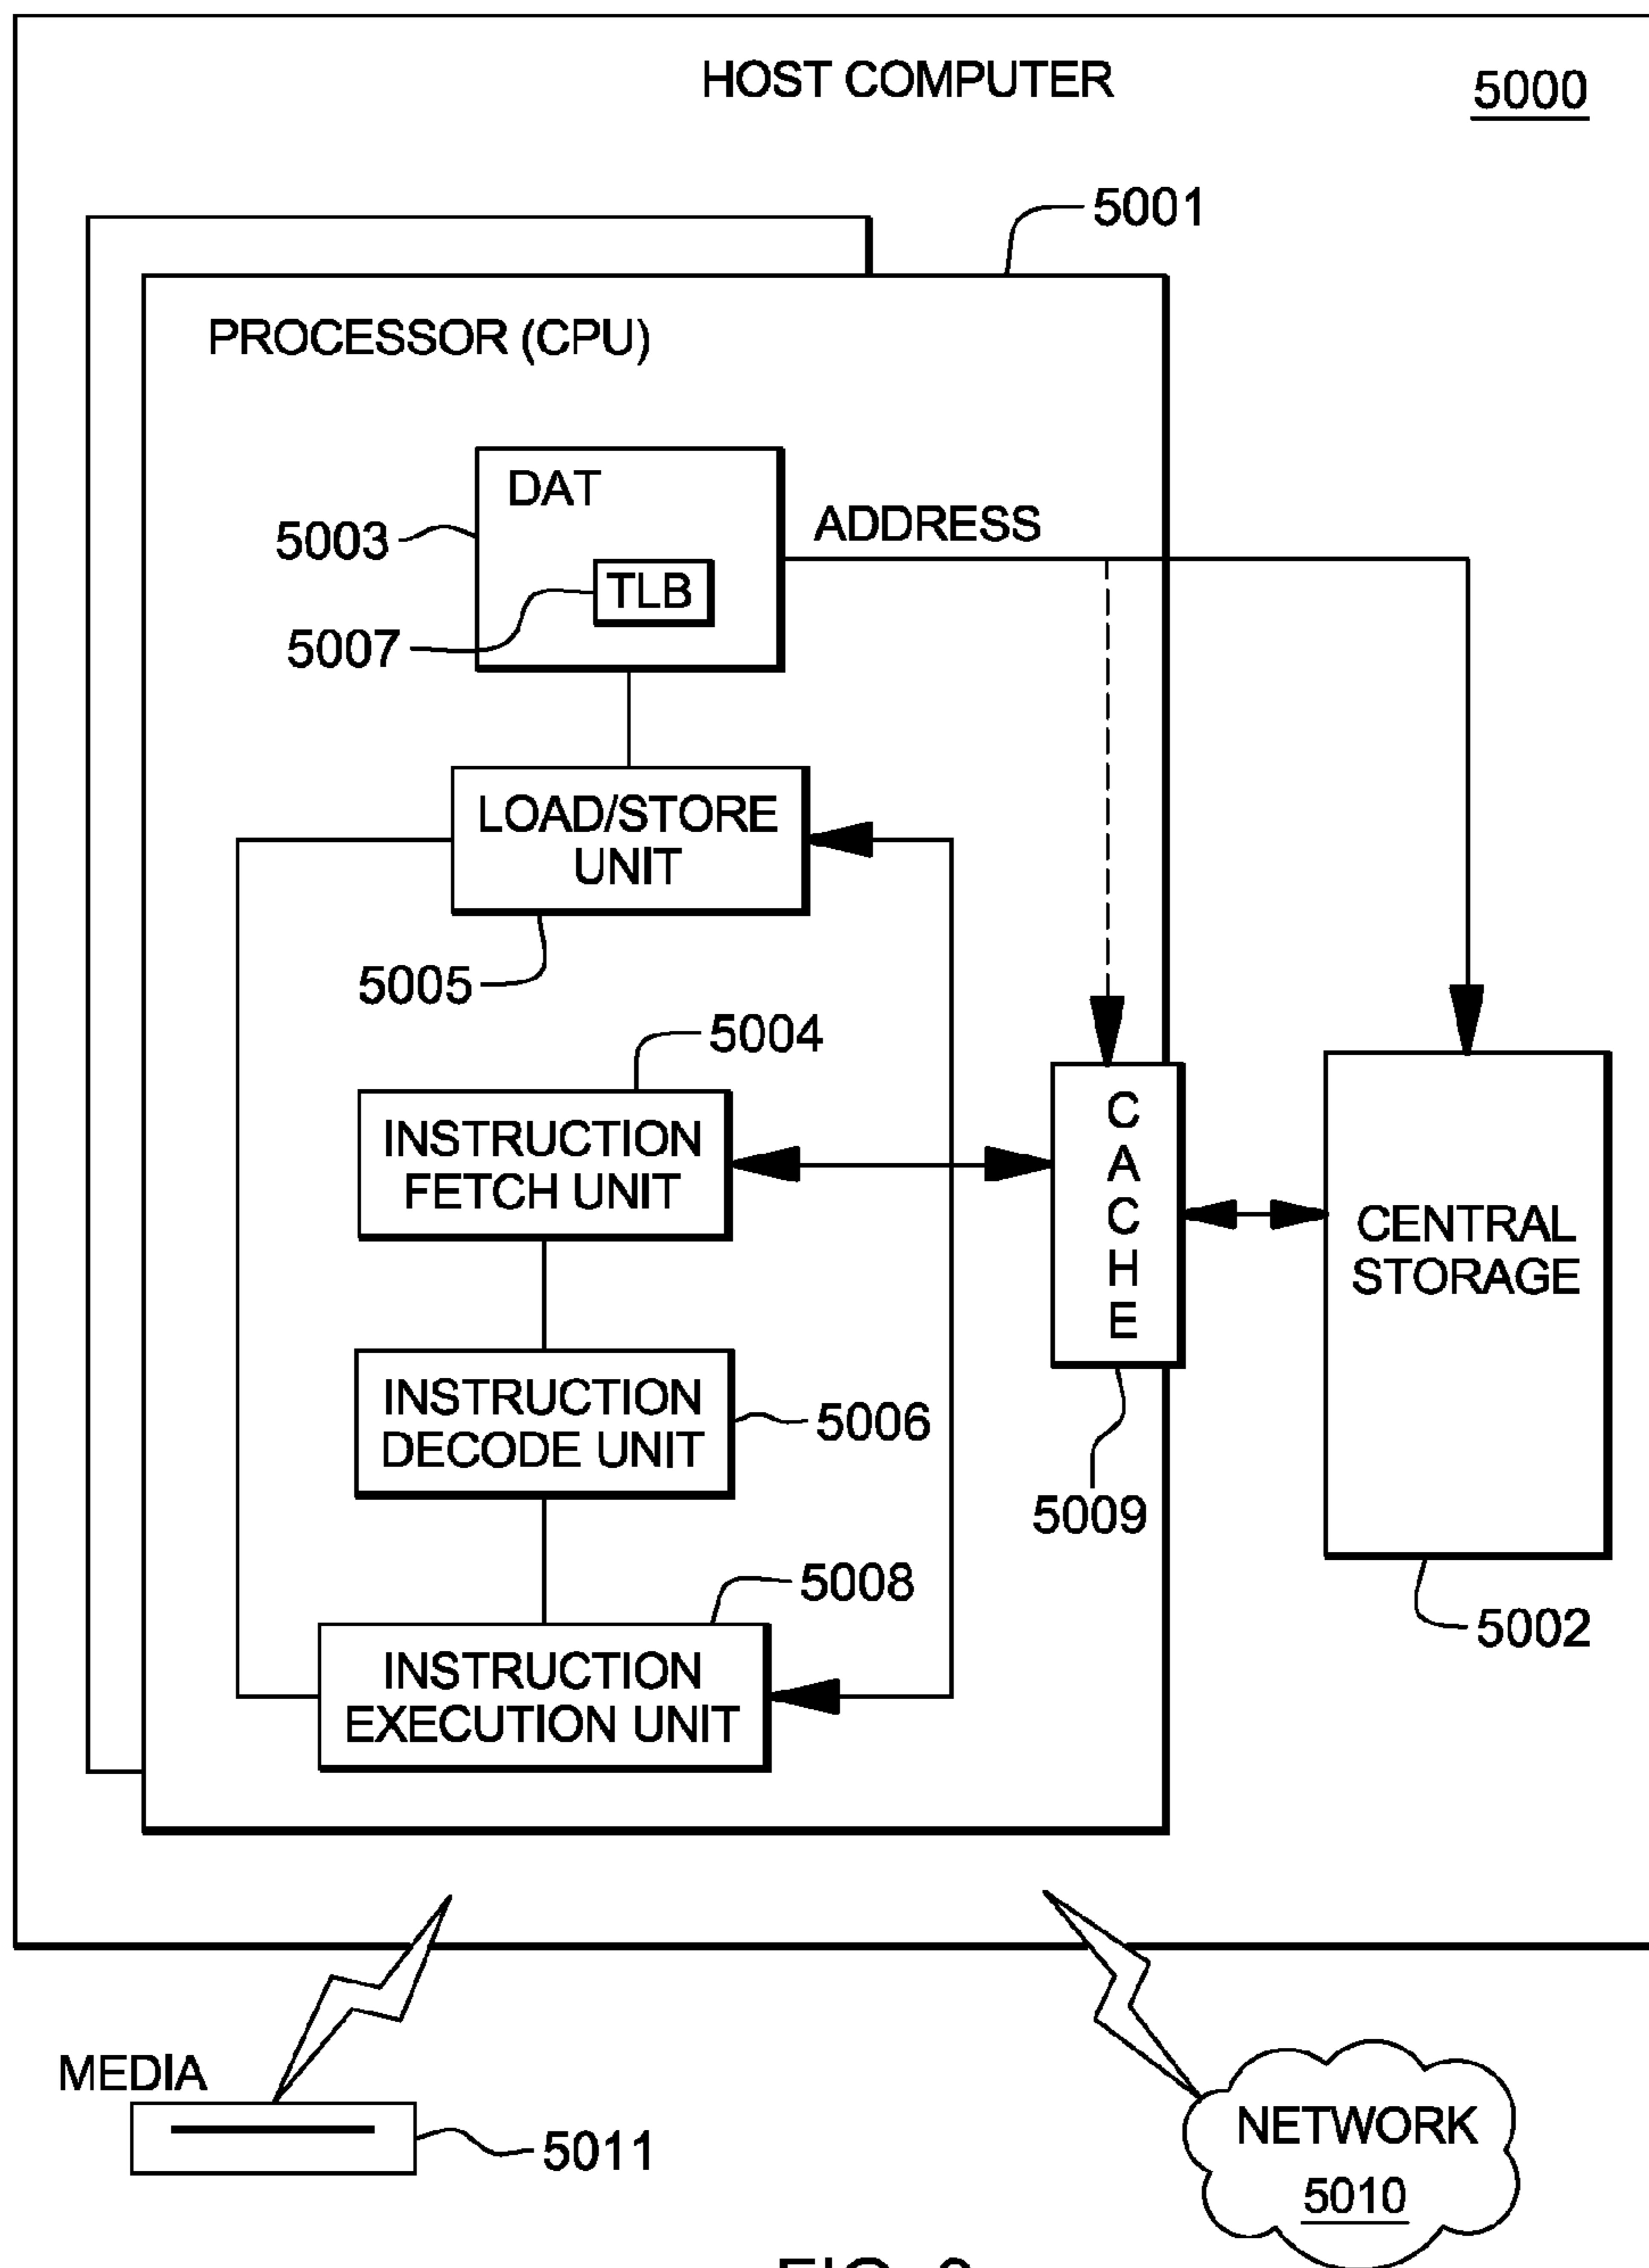 HOST COMPUTER
5000
5001
PROCESSOR (CPU)
DAT
ADDRESS
5003
TLB
5007
LOAD/STORE
UNIT
5005
5004
INSTRUCTION
FETCH UNIT
CACHE
CENTRAL
STORAGE
INSTRUCTION
DECODE UNIT
5006
5009
5008
5002
INSTRUCTION
EXECUTION UNIT
MEDIA
5011
NETWORK
5010